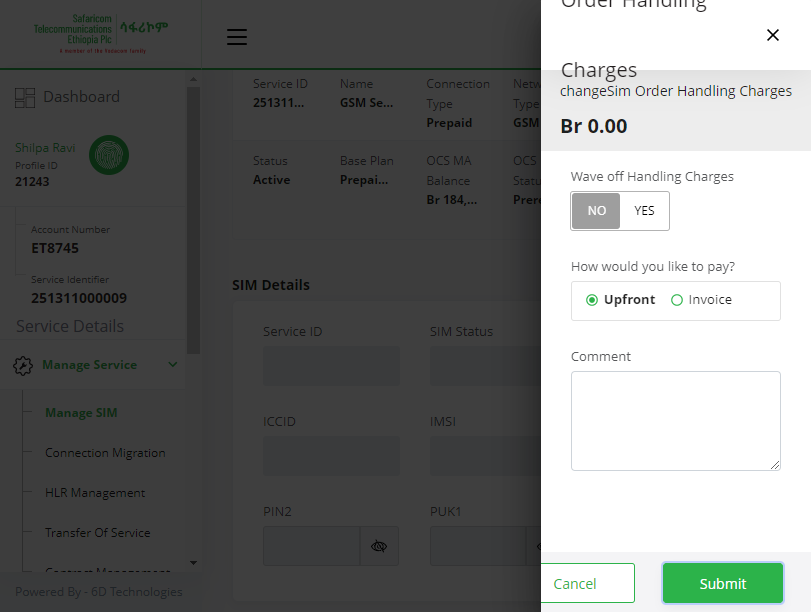 Safaricom
Telecommunications
Ethiopia Plc
ሳፋሪኮም
A member of the Vodacom family
Dashboard
Shilpa Ravi
Profile ID
21243
Account Number
ET8745
Service Identifier
251311000009
Service Details
Manage Service
Manage SIM
Connection Migration
HLR Management
Transfer Of Service
Contract Management
Powered By - 6D Technologies
Service ID
251311...
Name
GSM Se...
Connection
Type
Prepaid
Netw
Type
GSM
Status
Active
Base Plan
Prepai...
OCS MA
Balance
Br 184,...
OCS
Statu
Prere
SIM Details
Service ID
SIM Status
ICCID
IMSI
PIN2
PUK1
Order Handling
Charges
changeSim Order Handling Charges
Br 0.00
Wave off Handling Charges
NO YES
How would you like to pay?
Upfront Invoice
Comment
Cancel Submit